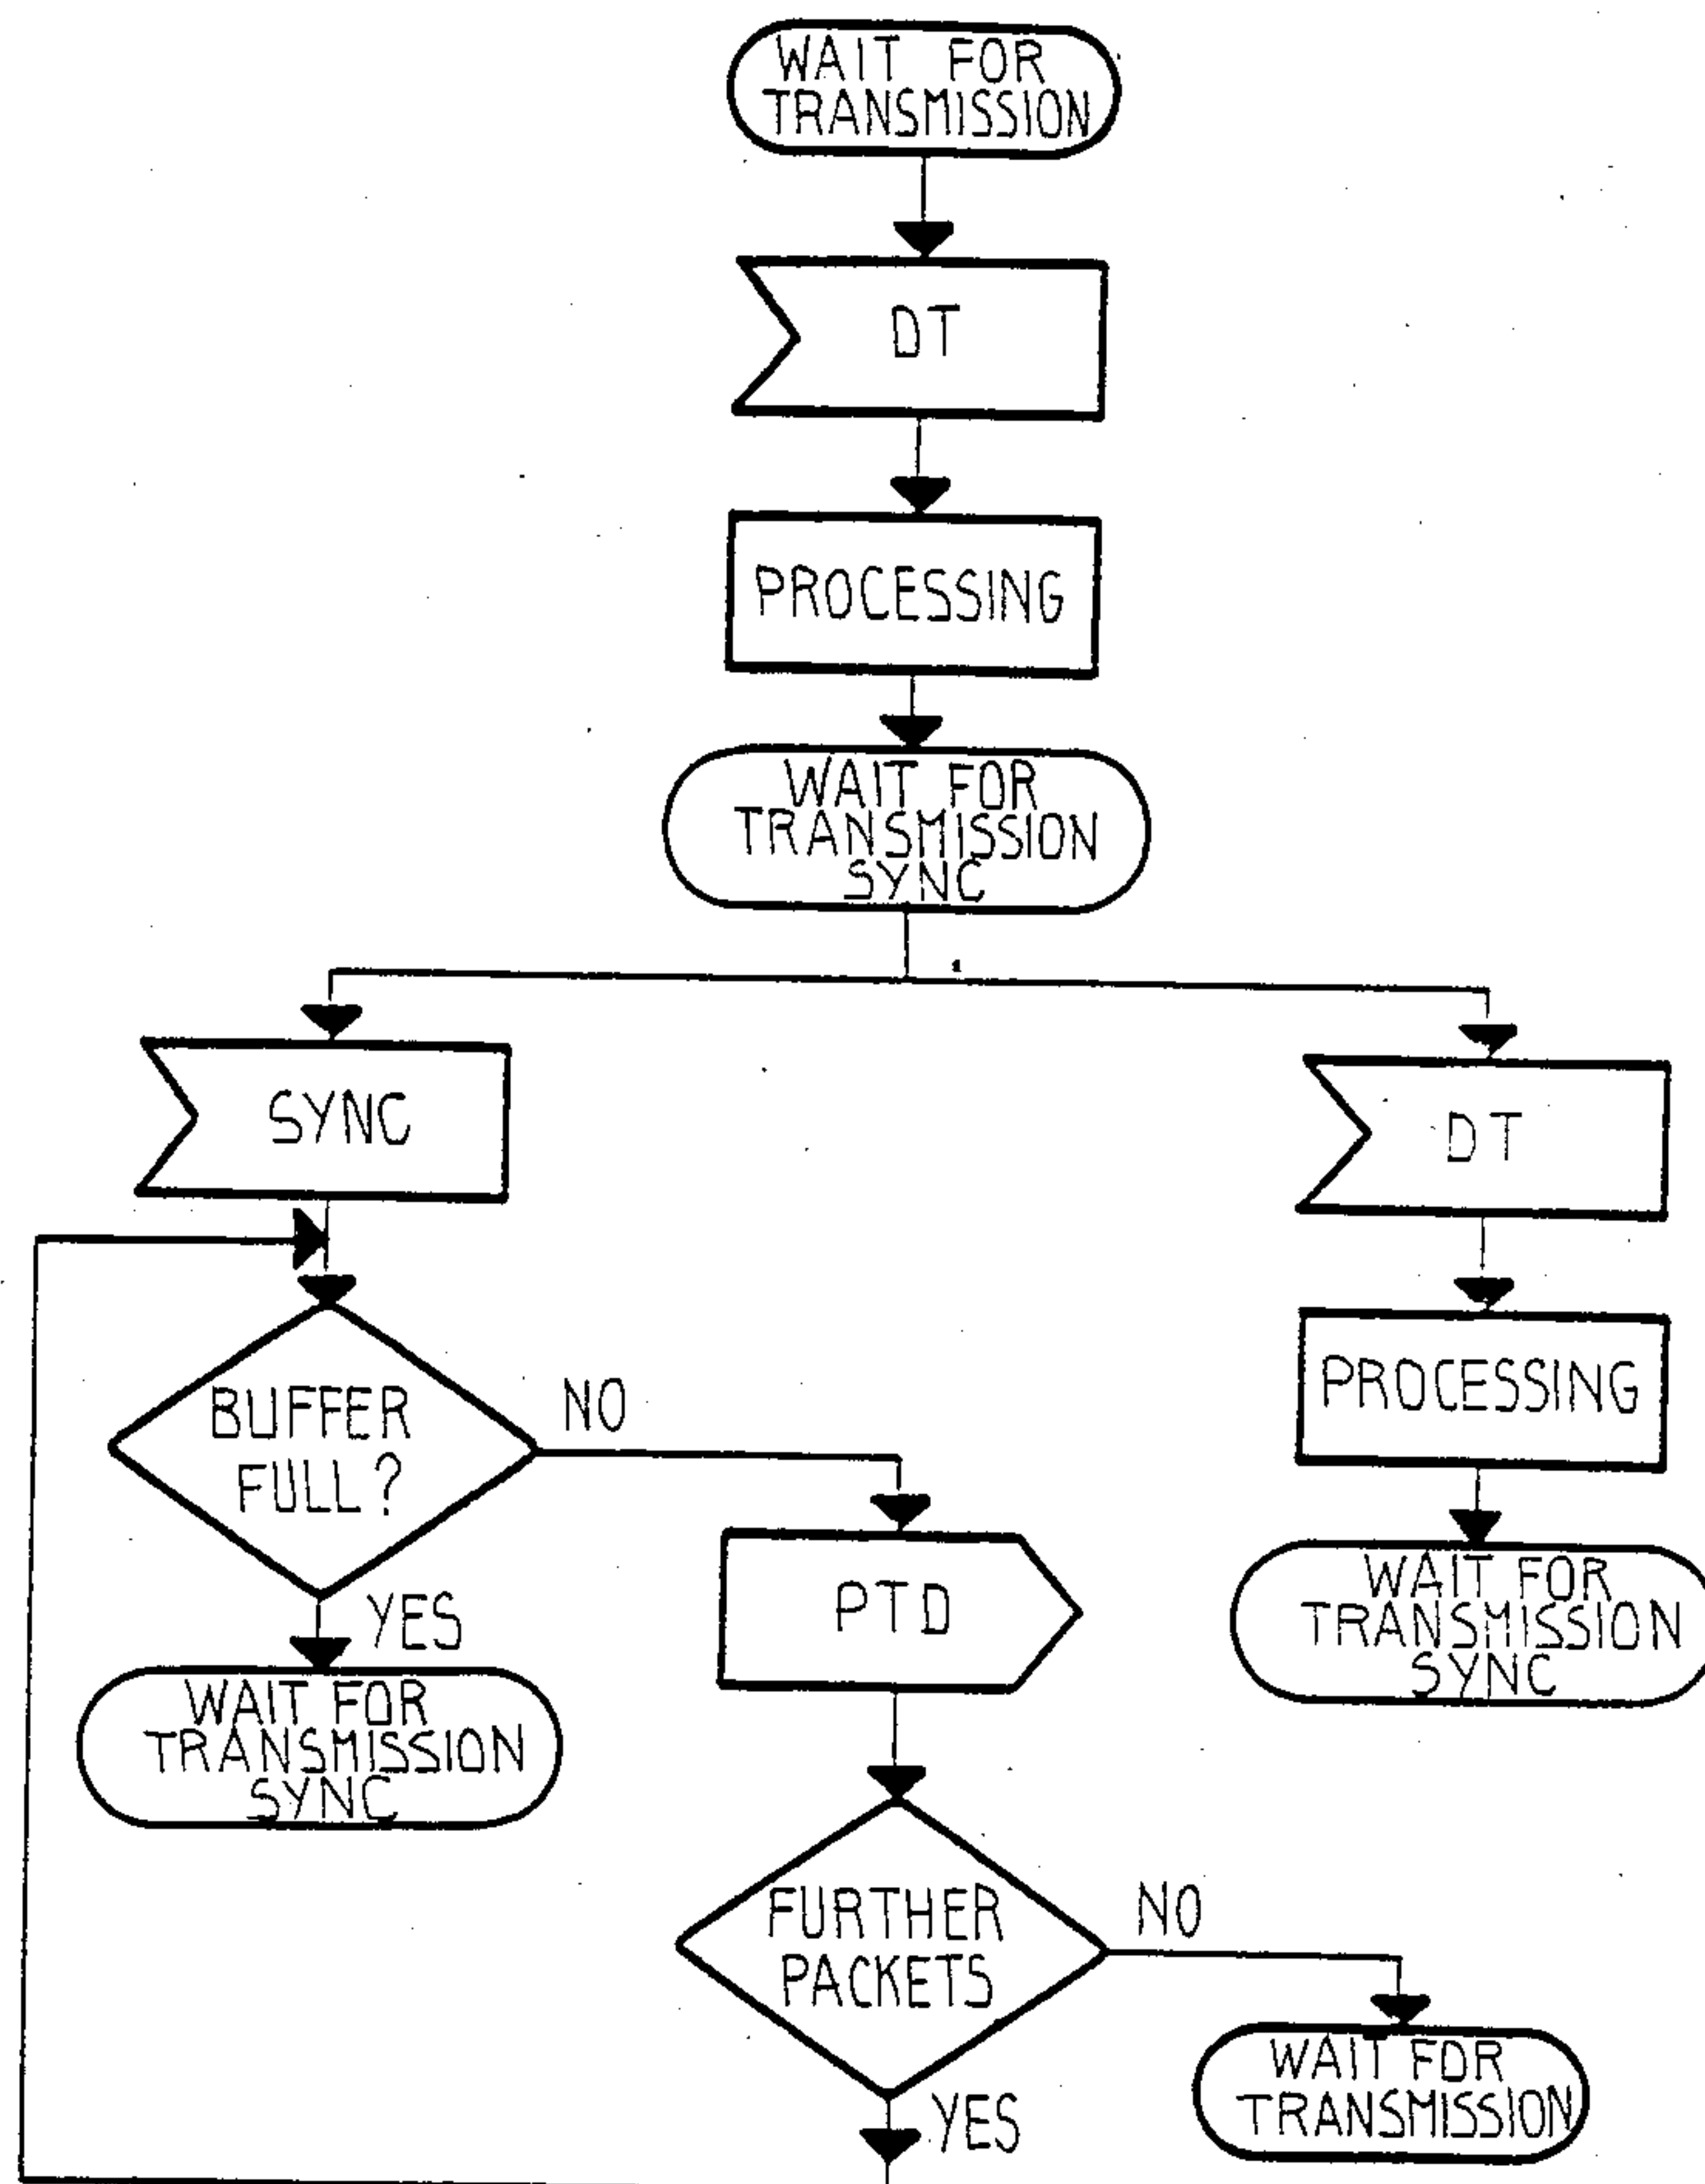 WAIT FOR
TRANSMISSION
DT
PROCESSING
WAIT FOR
TRANSMISSION
SYNC
SYNC
DT
BUFFER
FULL?
NO
PROCESSING
YES
PTD
WAIT FOR
TRANSMISSION
SYNC
WAIT FOR
TRANSMISSION
SYNC
FURTHER
PACKETS
NO
YES
WAIT FOR
TRANSMISSION